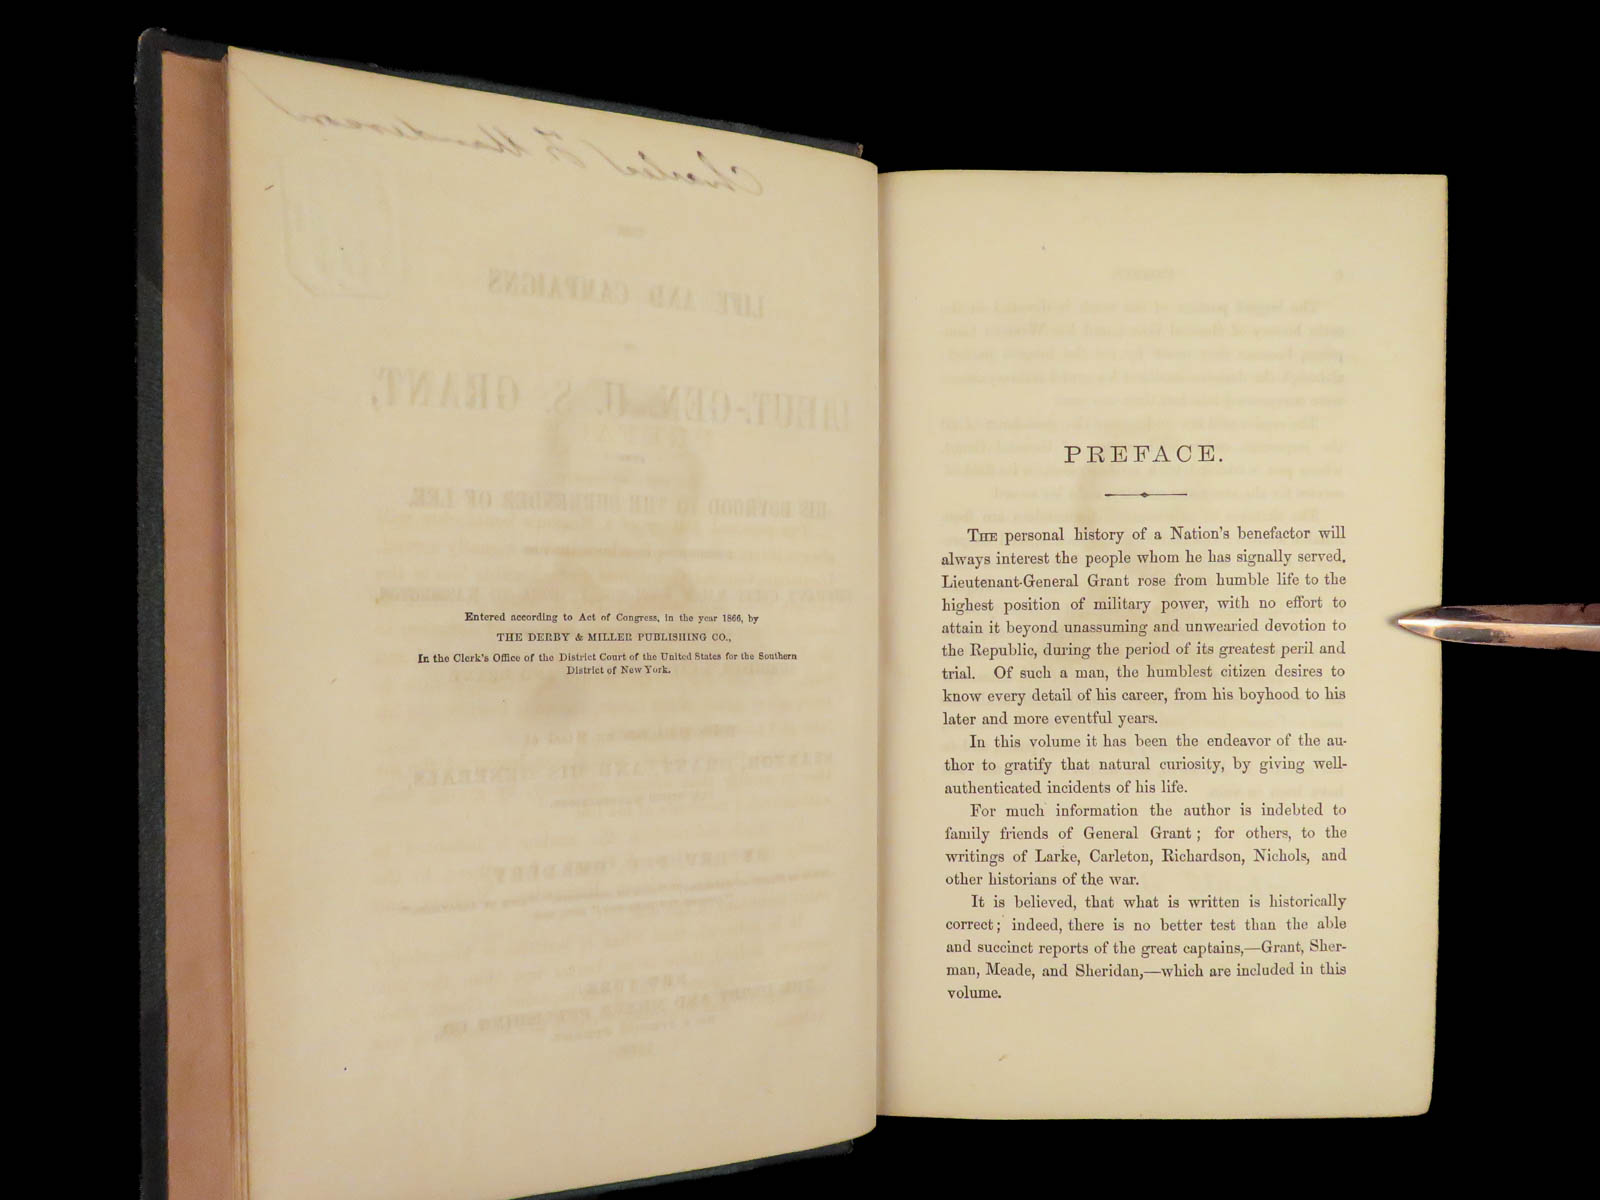 Entered according to Act of Congress, in the year 1866, by
THE DERBY & MILLER PUBLISHING CO.,
In the Clerk's Office of the District Court of the United States for the Southern
District of New York.
PREFACE.
THE personal history of a Nation's benefactor will
always interest the people whom he has signally served.
Lieutenant-General Grant rose from humble life to the
highest position of military power, with no effort to
attain it beyond unassuming and unwearied devotion to
the Republic, during the period of its greatest peril and
trial. Of such a man, the humblest citizen desires to
know every detail of his career, from his boyhood to his
later and more eventful years.
In this volume it has been the endeavor of the au-
thor to gratify that natural curiosity, by giving well-
authenticated incidents of his life.
For much information the author is indebted to
family friends of General Grant; for others, to the
writings of Larke, Carleton, Richardson, Nichols, and
other historians of the war.
It is believed, that what is written is historically
correct; indeed, there is no better test than the able
and succinct reports of the great captains,—Grant, Sher-
man, Meade, and Sheridan,—which are included in this
volume.